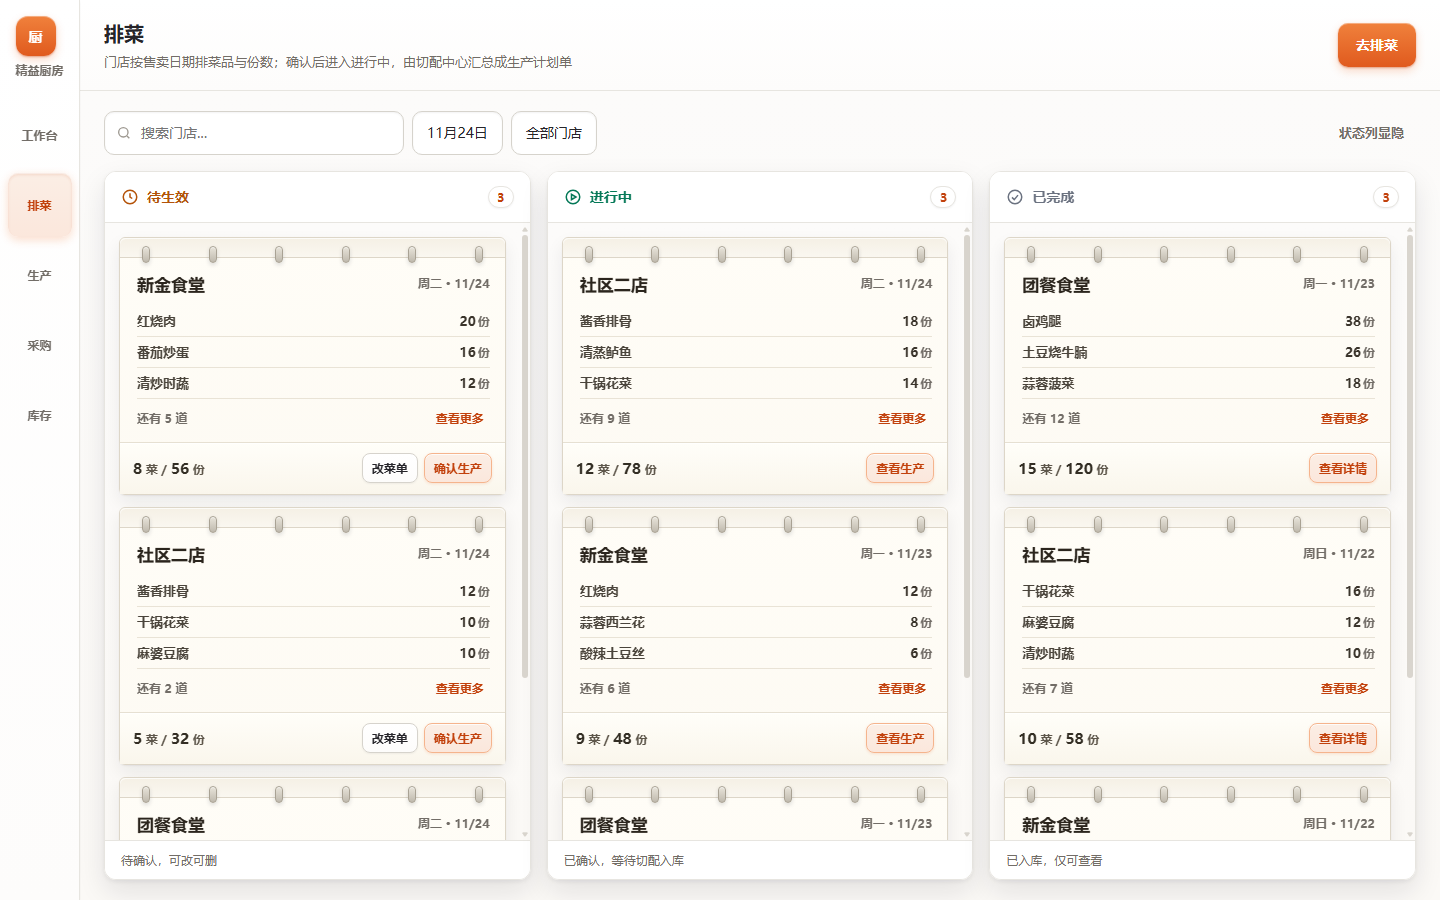 厨
精益厨房
工作台
排菜
生产
采购
库存
排菜
门店按售卖日期排菜品与份数；确认后进入进行中，由切配中心汇总成生产计划单
去排菜
搜索门店...
11月24日
全部门店
状态列显隐
待生效
3
新金食堂
周二 • 11/24
红烧肉
20 份
番茄炒蛋
16 份
清炒时蔬
12 份
还有 5 道
查看更多
8 菜 / 56 份
改菜单
确认生产
社区二店
周二 • 11/24
酱香排骨
12 份
干锅花菜
10 份
麻婆豆腐
10 份
还有 2 道
查看更多
5 菜 / 32 份
改菜单
确认生产
团餐食堂
周二 • 11/24
待确认，可改可删
进行中
3
社区二店
周二 • 11/24
酱香排骨
18 份
清蒸鲈鱼
16 份
干锅花菜
14 份
还有 9 道
查看更多
12 菜 / 78 份
查看生产
新金食堂
周一 • 11/23
红烧肉
12 份
蒜蓉西兰花
8 份
酸辣土豆丝
6 份
还有 6 道
查看更多
9 菜 / 48 份
查看生产
团餐食堂
周一 • 11/23
已确认，等待切配入库
已完成
3
团餐食堂
周一 • 11/23
卤鸡腿
38 份
土豆烧牛腩
26 份
蒜蓉菠菜
18 份
还有 12 道
查看更多
15 菜 / 120 份
查看详情
社区二店
周日 • 11/22
干锅花菜
16 份
麻婆豆腐
12 份
清炒时蔬
10 份
还有 7 道
查看更多
10 菜 / 58 份
查看详情
新金食堂
周日 • 11/22
已入库，仅可查看